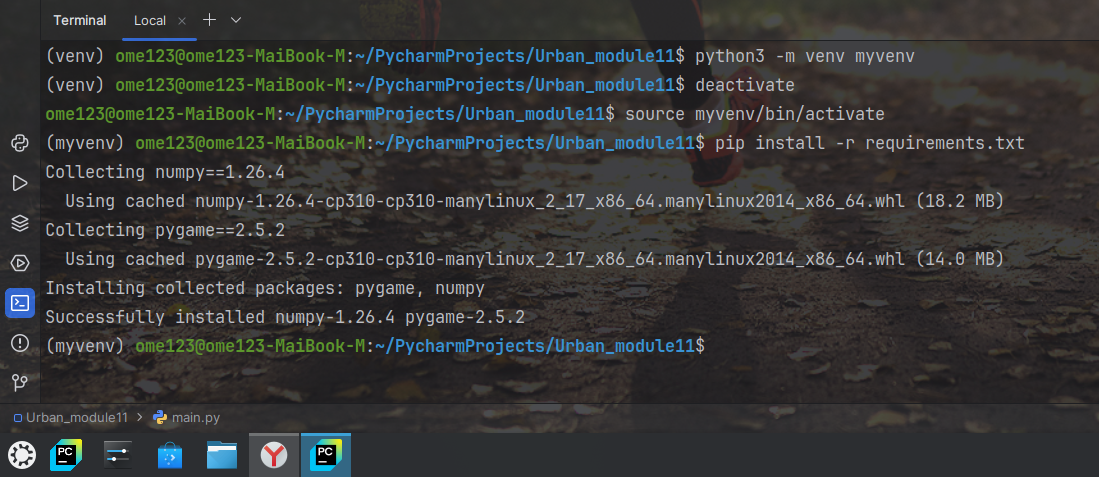 Terminal Local
(venv) ome123@ome123-MaiBook-M:~/PycharmProjects/Urban_module11$ python3 -m venv myvenv
(venv) ome123@ome123-MaiBook-M:~/PycharmProjects/Urban_module11$ deactivate
ome123@ome123-MaiBook-M:~/PycharmProjects/Urban_module11$ source myvenv/bin/activate
(myvenv) ome123@ome123-MaiBook-M:~/PycharmProjects/Urban_module11$ pip install -r requirements.txt
Collecting numpy==1.26.4
  Using cached numpy-1.26.4-cp310-cp310-manylinux_2_17_x86_64.manylinux2014_x86_64.whl (18.2 MB)
Collecting pygame==2.5.2
  Using cached pygame-2.5.2-cp310-cp310-manylinux_2_17_x86_64.manylinux2014_x86_64.whl (14.0 MB)
Installing collected packages: pygame, numpy
Successfully installed numpy-1.26.4 pygame-2.5.2
(myvenv) ome123@ome123-MaiBook-M:~/PycharmProjects/Urban_module11$
Urban_module11 > main.py
PC PC